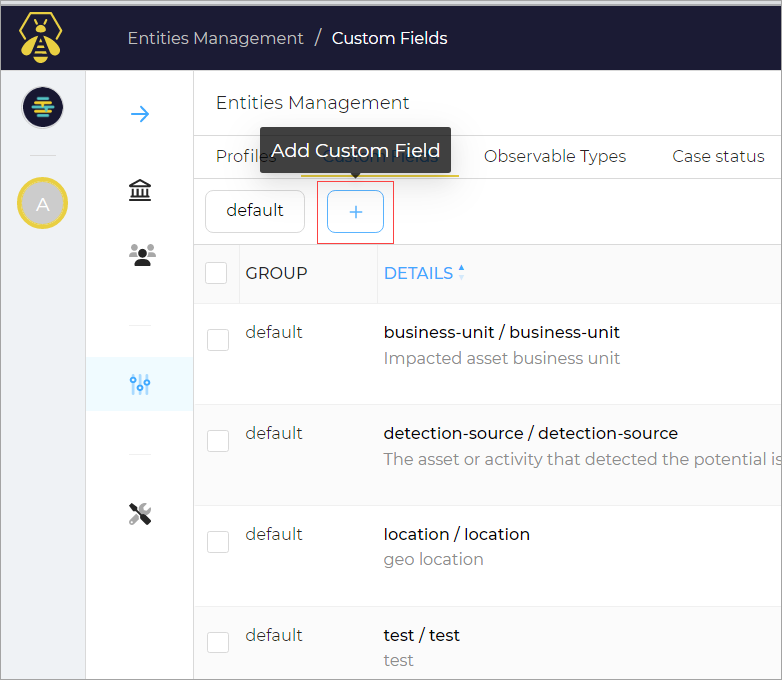 Entities Management / Custom Fields
Entities Management
Add Custom Field
Profiles Custom Fields Observable Types Case status
A
default +
GROUP DETAILS
default business-unit / business-unit
Impacted asset business unit
default detection-source / detection-source
The asset or activity that detected the potential is
default location / location
geo location
default test / test
test